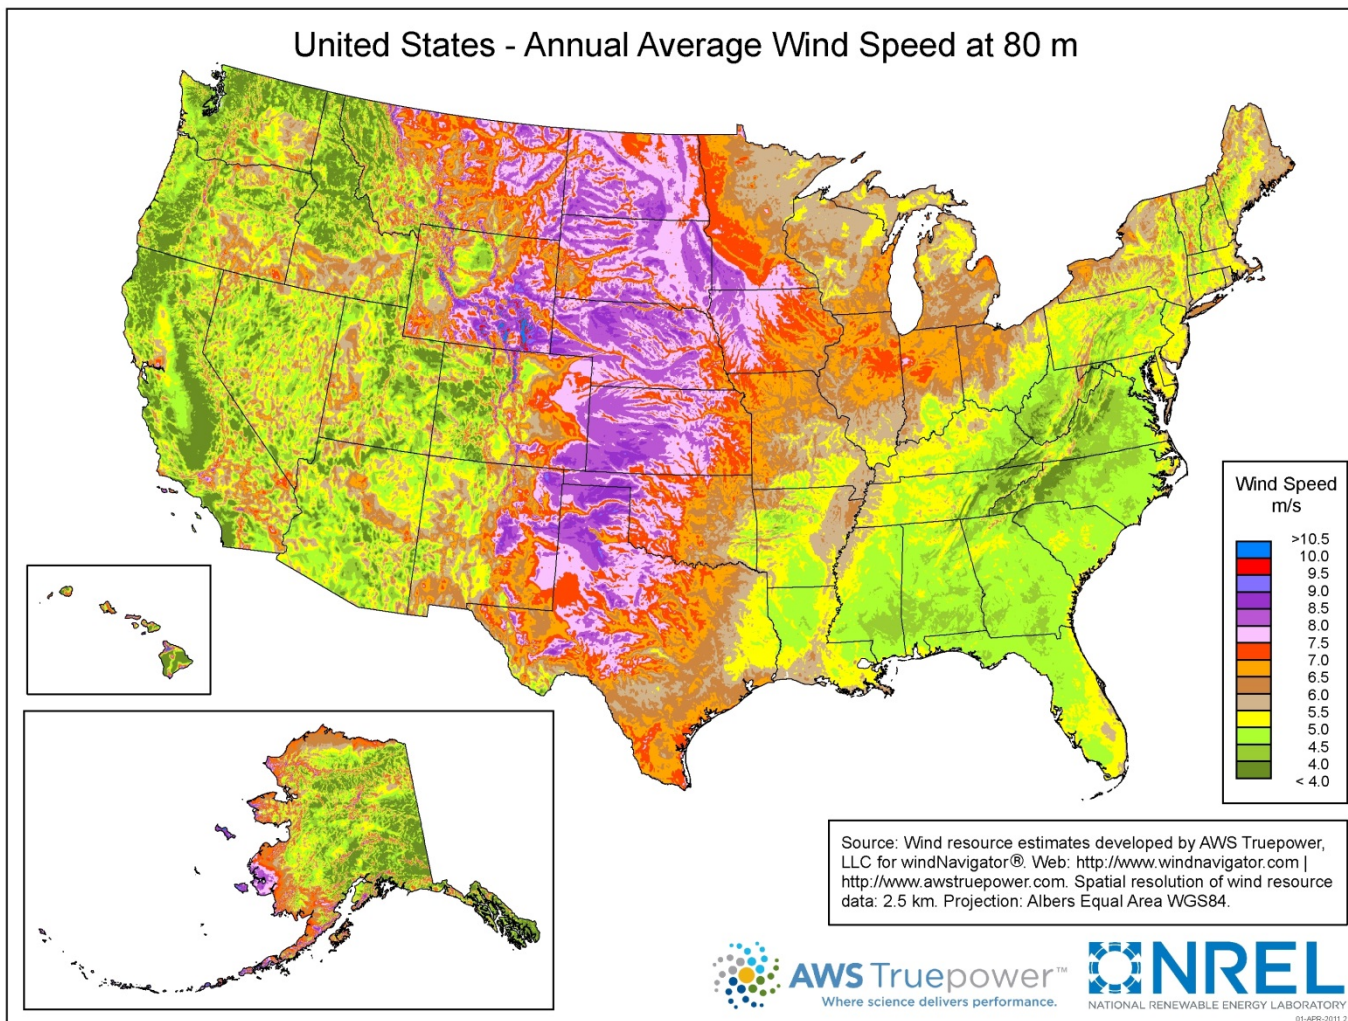 United States - Annual Average Wind Speed at 80 m
Wind Speed
m/s
>10.5
10.0
9.5
9.0
8.5
8.0
7.5
7.0
6.5
6.0
5.5
5.0
4.5
4.0
< 4.0
Source: Wind resource estimates developed by AWS Truepower,
LLC for windNavigator®. Web: http://www.windnavigator.com |
http://www.awstruepower.com. Spatial resolution of wind resource
data: 2.5 km. Projection: Albers Equal Area WGS84.
AWS Truepower™
Where science delivers performance.
NREL
NATIONAL RENEWABLE ENERGY LABORATORY